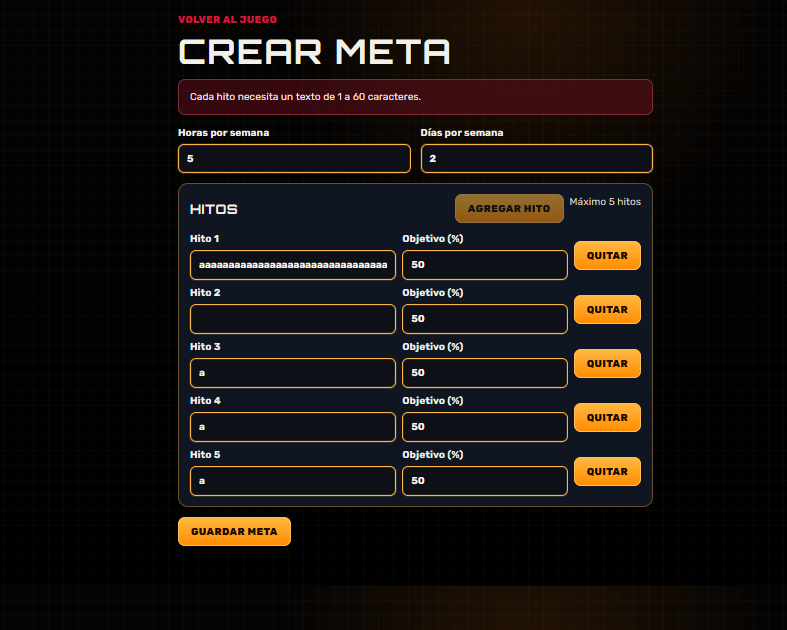 VOLVER AL JUEGO
CREAR META
Cada hito necesita un texto de 1 a 60 caracteres.
Horas por semana
Días por semana
5
2
HITOS
AGREGAR HITO
Máximo 5 hitos
Hito 1
Objetivo (%)
aaaaaaaaaaaaaaaaaaaaaaaaaaaaaaaaa
50
QUITAR
Hito 2
Objetivo (%)
50
QUITAR
Hito 3
Objetivo (%)
a
50
QUITAR
Hito 4
Objetivo (%)
a
50
QUITAR
Hito 5
Objetivo (%)
a
50
QUITAR
GUARDAR META